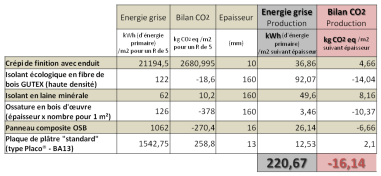 Energie grise Bilan CO2 Epaisseur Energie grise Bilan CO2
Production Production
kWh (d'énergie primaire) /m2 pour un R de 5 kg CO2 eq /m2 pour un R de 5 (mm) kWh (d'énergie primaire) /m2 suivant épaisseur kg CO2 eq /m2 suivant épaisseur
Crépi de finition avec enduit 21194,5 2680,995 10 36,86 4,66
Isolant écologique en fibre de bois GUTEX (haute densité) 122 -18,6 160 92,07 -14,04
Isolant en laine minérale 62 10,2 160 49,6 8,16
Ossature en bois d'œuvre (épaisseur x nombre pour 1 m²) 126 -378 160 3,46 -10,37
Panneau composite OSB 1062 -270,4 16 26,14 -6,66
Plaque de plâtre "standard" (type Placo® - BA13) 1542,75 258,8 13 12,53 2,1
220,67 -16,14